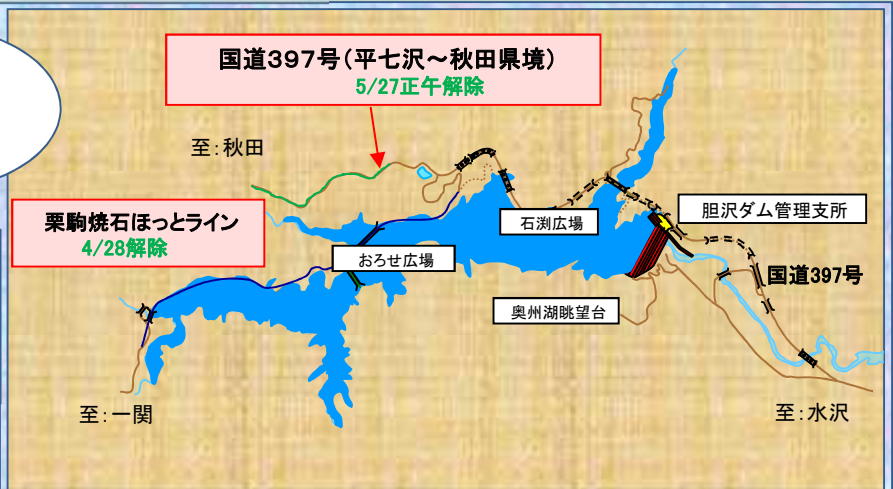 国道397号(平七沢~秋田県境)
5/27正午解除
至:秋田
栗駒焼石ほっとライン
4/28解除
胆沢ダム管理支所
石渕広場
おろせ広場
国道397号
奥州湖眺望台
至:一関
至:水沢